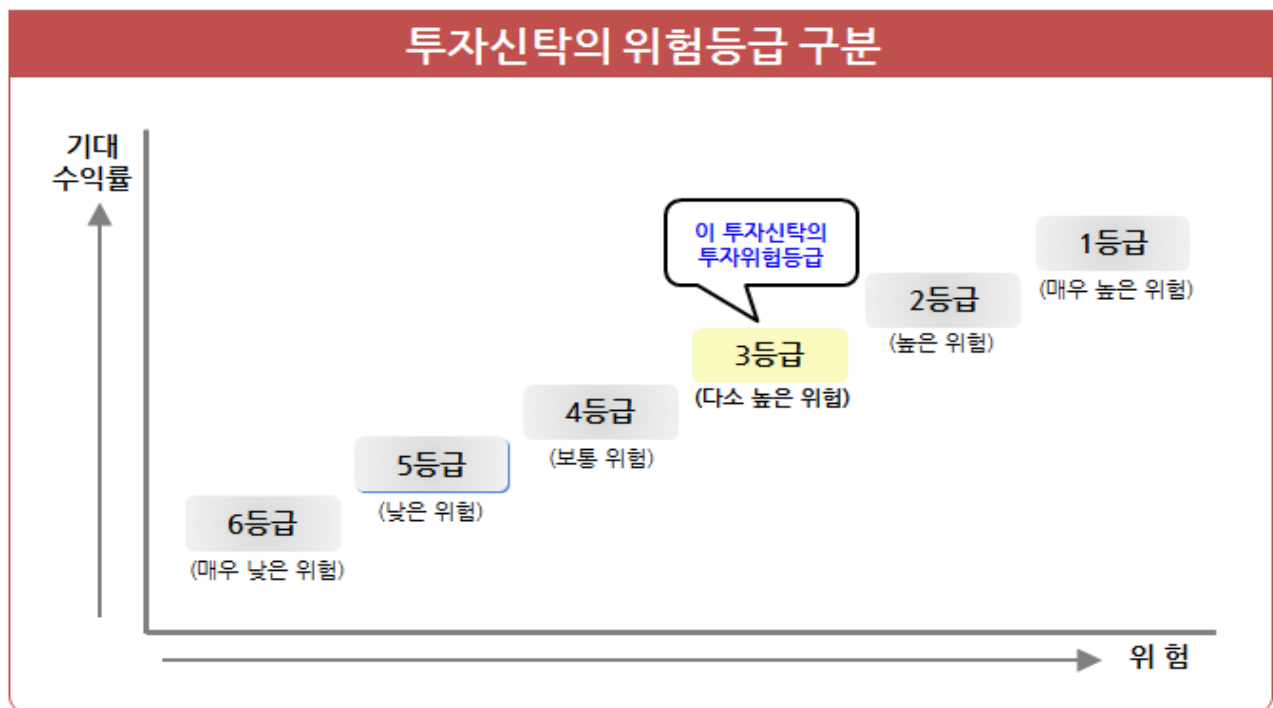 투자신탁의 위험등급 구분
기대
수익률
이 투자신탁의
투자위험등급
1등급
(매우 높은 위험)
2등급
(높은 위험)
3등급
(다소 높은 위험)
4등급
(보통 위험)
5등급
(낮은 위험)
6등급
(매우 낮은 위험)
위 험